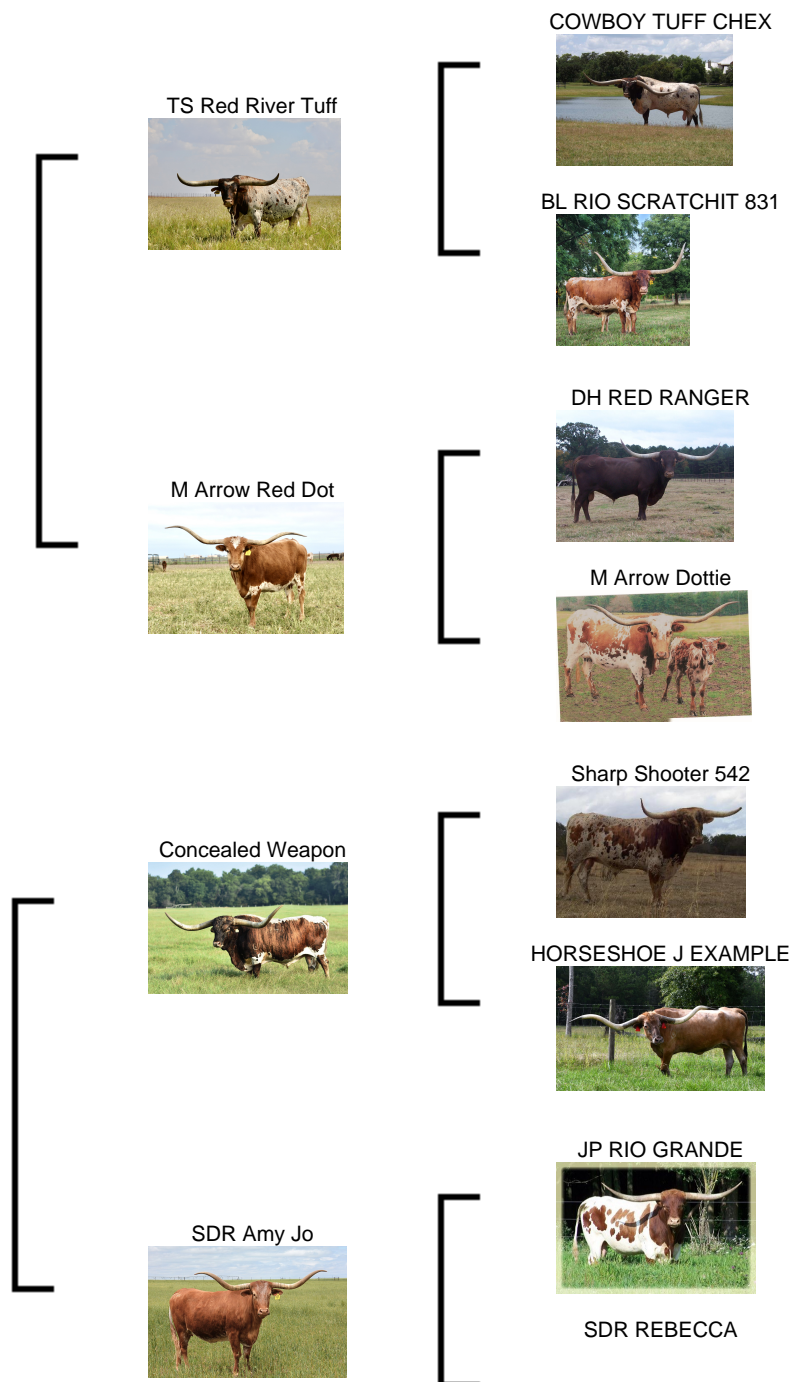 COWBOY TUFF CHEX
TS Red River Tuff
BL RIO SCRATCHIT 831
DH RED RANGER
M Arrow Red Dot
M Arrow Dottie
Sharp Shooter 542
Concealed Weapon
HORSESHOE J EXAMPLE
JP RIO GRANDE
SDR Amy Jo
SDR REBECCA